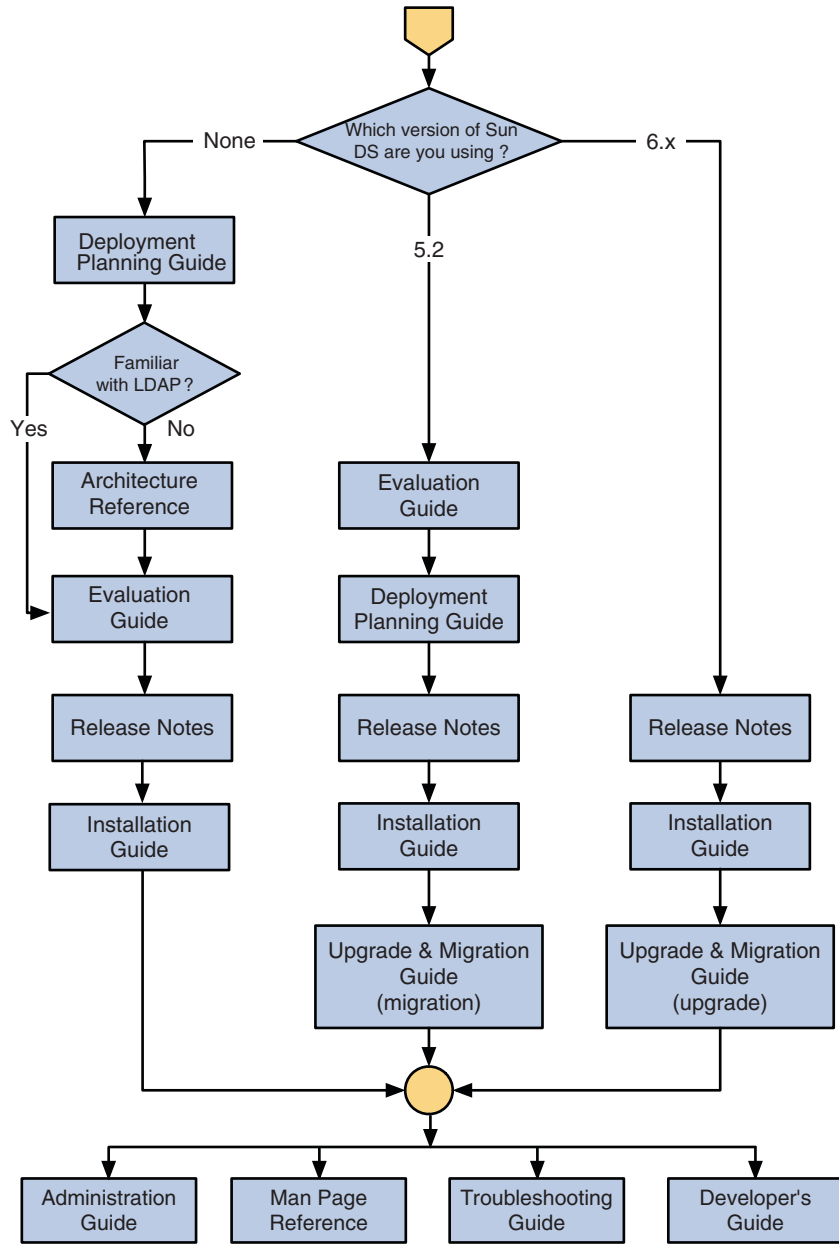 Which version of Sun
DS are you using ?
None
6.x
5.2
Deployment
Planning Guide
Familiar
with LDAP ?
Yes
No
Architecture
Reference
Evaluation
Guide
Evaluation
Guide
Deployment
Planning Guide
Release Notes
Release Notes
Release Notes
Installation
Guide
Installation
Guide
Installation
Guide
Upgrade & Migration
Guide
(migration)
Upgrade & Migration
Guide
(upgrade)
Administration
Guide
Man Page
Reference
Troubleshooting
Guide
Developer's
Guide